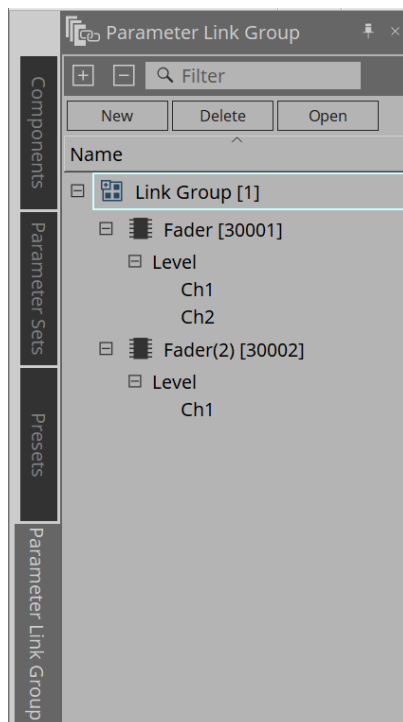 Parameter Link Group
Filter
New Delete Open
Name
Link Group [1]
Fader [30001]
Level
Ch1
Ch2
Fader(2) [30002]
Level
Ch1
Components
Parameter Sets
Presets
Parameter Link Group